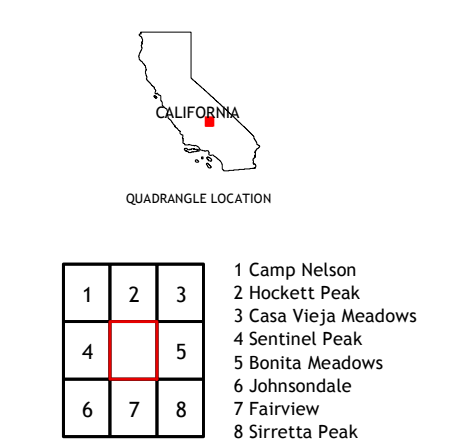 CALIFORNIA
QUADRANGLE LOCATION
1 2 3
4 5
6 7 8
1 Camp Nelson
2 Hockett Peak
3 Casa Vieja Meadows
4 Sentinel Peak
5 Bonita Meadows
6 Johnsondale
7 Fairview
8 Sirretta Peak